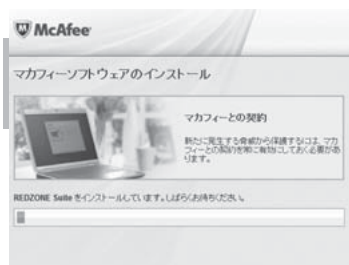 McAfee
マカフィーソフトウェアのインストール
マカフィーとの契約
新たに発生する脅威から保護するには、マカ
フィーとの契約を常に有効にしておく必要があ
ります。
REDZONE Suite をインストールしています。しばらくお待ちください。